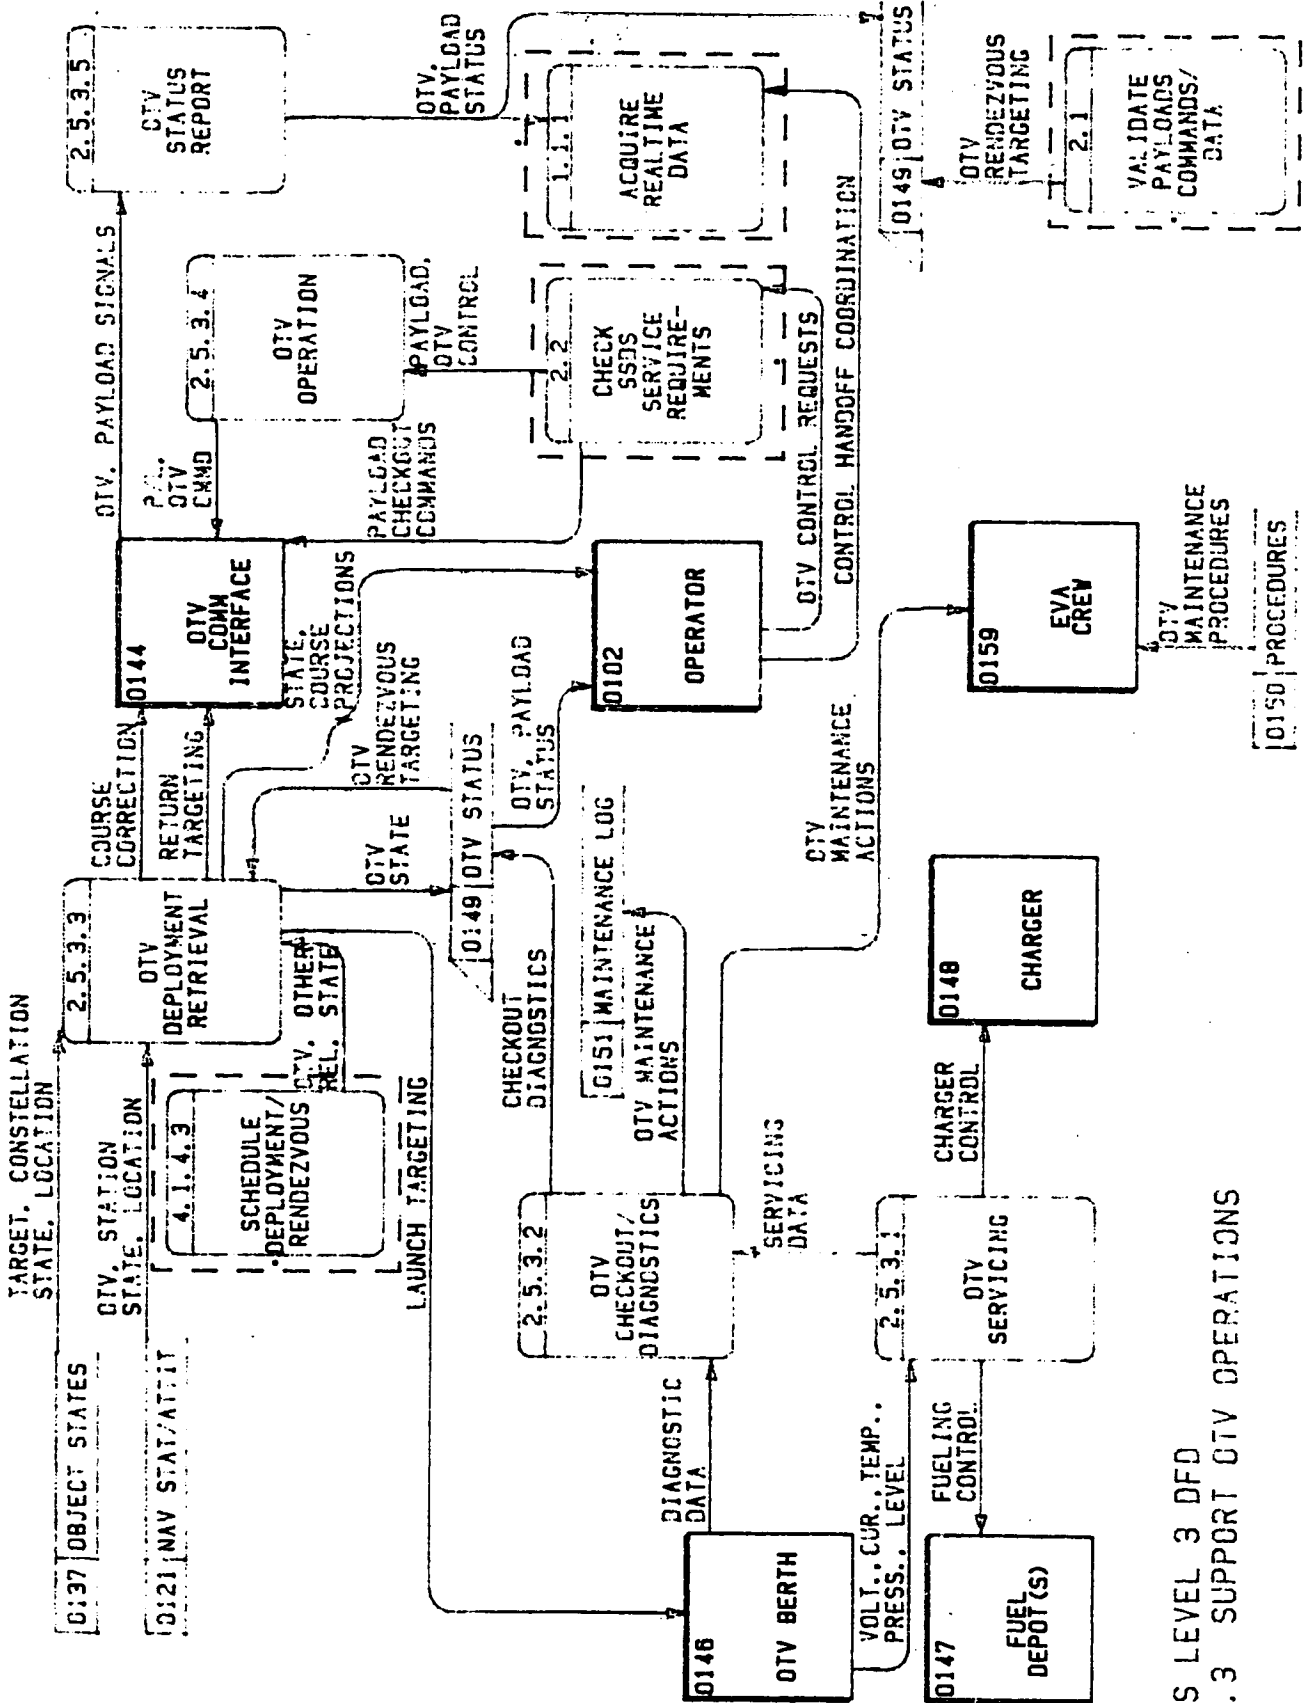 0137 OBJECT STATES
0121 NAV STAT/ATTIT
TARGET, CONSTELLATION
STATE, LOCATION
OTV, STATION
STATE, LOCATION
4.1.4.3
SCHEDULE
DEPLOYMENT/
RENDEZVOUS
OTV, OTHER
REL. STATE
2.5.3.3
OTV
DEPLOYMENT
RETRIEVAL
COURSE
CORRECTION
RETURN
TARGETING
STATE,
COURSE
PROJECTIONS
OTV
RENDEZVOUS
TARGETING
OTV
STATE
LAUNCH TARGETING
0144
OTV
COMM
INTERFACE
OTV, PAYLOAD SIGNALS
OTV
CMMD
2.5.3.5
OTV
STATUS
REPORT
OTV,
PAYLOAD
STATUS
2.5.3.4
OTV
OPERATION
PAYLOAD,
OTV
CONTROL
PAYLOAD
CHECKOUT
COMMANDS
2.2
CHECK
SSDS
SERVICE
REQUIRE-
MENTS
1.1.1
ACQUIRE
REALTIME
DATA
0149 OTV STATUS
OTV, PAYLOAD
STATUS
0102
OPERATOR
OTV CONTROL REQUESTS
CONTROL HANDOFF COORDINATION
0149 OTV STATUS
OTV
RENDEZVOUS
TARGETING
2.1
VALIDATE
PAYLOADS
COMMANDS/
DATA
CHECKOUT
DIAGNOSTICS
0151 MAINTENANCE LOG
OTV MAINTENANCE
ACTIONS
2.5.3.2
OTV
CHECKOUT/
DIAGNOSTICS
OTV
MAINTENANCE
ACTIONS
0159
EVA
CREW
OTV
MAINTENANCE
PROCEDURES
0150 PROCEDURES
SERVICING
DATA
DIAGNOSTIC
DATA
0146
OTV BERTH
VOLT., CUR., TEMP.,
PRESS., LEVEL
2.5.3.1
OTV
SERVICING
CHARGER
CONTROL
0148
CHARGER
FUELING
CONTROL
0147
FUEL
DEPOT(S)
S LEVEL 3 DFD
.3 SUPPORT OTV OPERATIONS